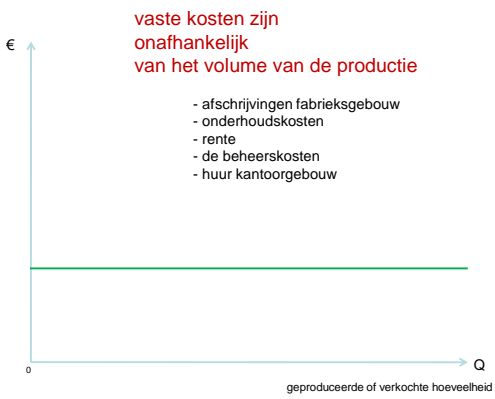 vaste kosten zijn
onafhankelijk
van het volume van de productie
€
- afschrijvingen fabrieksgebouw
- onderhoudskosten
- rente
- de beheerskosten
- huur kantoorgebouw
0
Q
geproduceerde of verkochte hoeveelheid